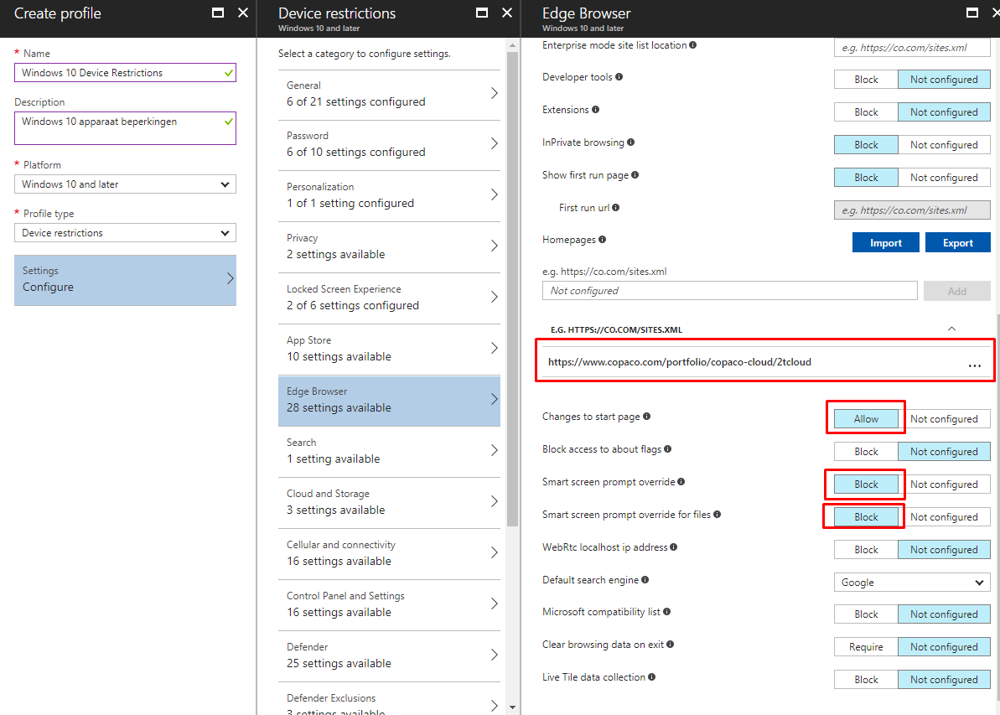 Create profile
* Name
Windows 10 Device Restrictions
Description
Windows 10 apparaat beperkingen
* Platform
Windows 10 and later
* Profile type
Device restrictions
Settings
Configure
Device restrictions
Windows 10 and later
Select a category to configure settings.
General
6 of 21 settings configured
Password
6 of 10 settings configured
Personalization
1 of 1 setting configured
Privacy
2 settings available
Locked Screen Experience
2 of 6 settings configured
App Store
10 settings available
Edge Browser
28 settings available
Search
1 setting available
Cloud and Storage
3 settings available
Cellular and connectivity
16 settings available
Control Panel and Settings
16 settings available
Defender
25 settings available
Defender Exclusions
3 settings available
Edge Browser
Windows 10 and later
Enterprise mode site list location e.g. https://co.com/sites.xml
Developer tools Block Not configured
Extensions Block Not configured
InPrivate browsing Block Not configured
Show first run page Block Not configured
First run url e.g. https://co.com/sites.xml
Homepages Import Export
e.g. https://co.com/sites.xml
Not configured Add
E.G. HTTPS://CO.COM/SITES.XML
https://www.copaco.com/portfolio/copaco-cloud/2tcloud ...
Changes to start page Allow Not configured
Block access to about flags Block Not configured
Smart screen prompt override Block Not configured
Smart screen prompt override for files Block Not configured
WebRtc localhost ip address Block Not configured
Default search engine Google
Microsoft compatibility list Block Not configured
Clear browsing data on exit Require Not configured
Live Tile data collection Block Not configured